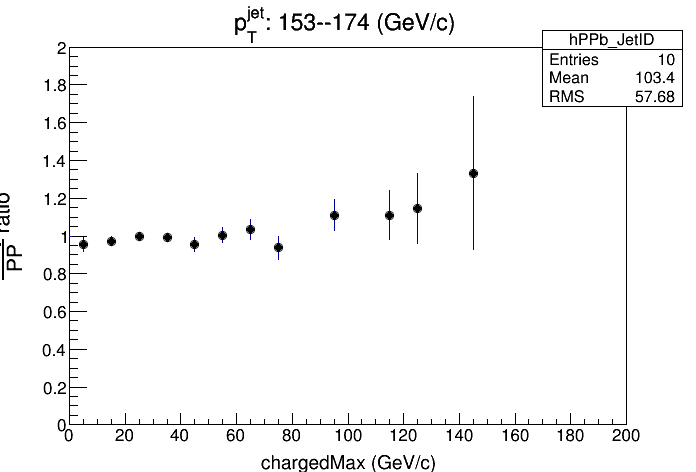 p_T^jet: 153--174 (GeV/c)
hPPb_JetID
Entries 10
Mean 103.4
RMS 57.68
2
1.8
1.6
1.4
1.2
1
0.8
0.6
0.4
0.2
0
PP ratio
0 20 40 60 80 100 120 140 160 180 200
chargedMax (GeV/c)